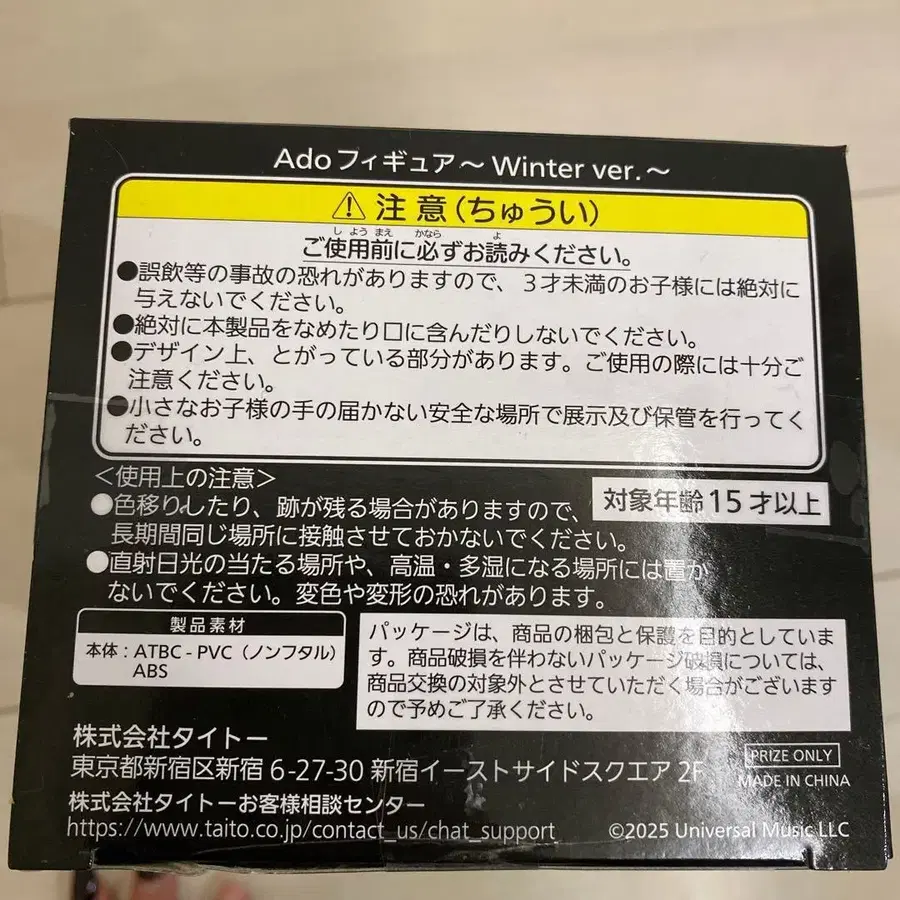 Adoフィギュア～Winter ver.～
⚠注意(ちゅうい)
ご使用前に必ずお読みください。
●誤飲等の事故の恐れがありますので、３才未満のお子様には絶対に
与えないでください。
●絶対に本製品をなめたり口に含んだりしないでください。
●デザイン上、とがっている部分があります。ご使用の際には十分ご
注意ください。
●小さなお子様の手の届かない安全な場所で展示及び保管を行ってく
ださい。
＜使用上の注意＞
●色移りしたり、跡が残る場合がありますので、
長期間同じ場所に接触させておかないでください。
対象年齢15才以上
●直射日光の当たる場所や、高温・多湿になる場所には置か
ないでください。変色や変形の恐れがあります。
製品素材
本体：ATBC-PVC（ノンフタル）
ABS
パッケージは、商品の梱包と保護を目的としていま
す。商品破損を伴わないパッケージ破損については、
商品交換の対象外とさせていただく場合がございます
ので予めご了承ください。
株式会社タイトー
東京都新宿区新宿6-27-30 新宿イーストサイドスクエア 2F
株式会社タイトーお客様相談センター
https://www.taito.co.jp/contact_us/chat_support
PRIZE ONLY
MADE IN CHINA
©2025 Universal Music LLC